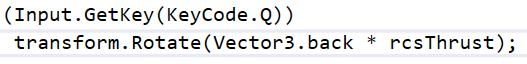 (Input.GetKey(KeyCode.Q))
transform.Rotate(Vector3.back * rcsThrust);